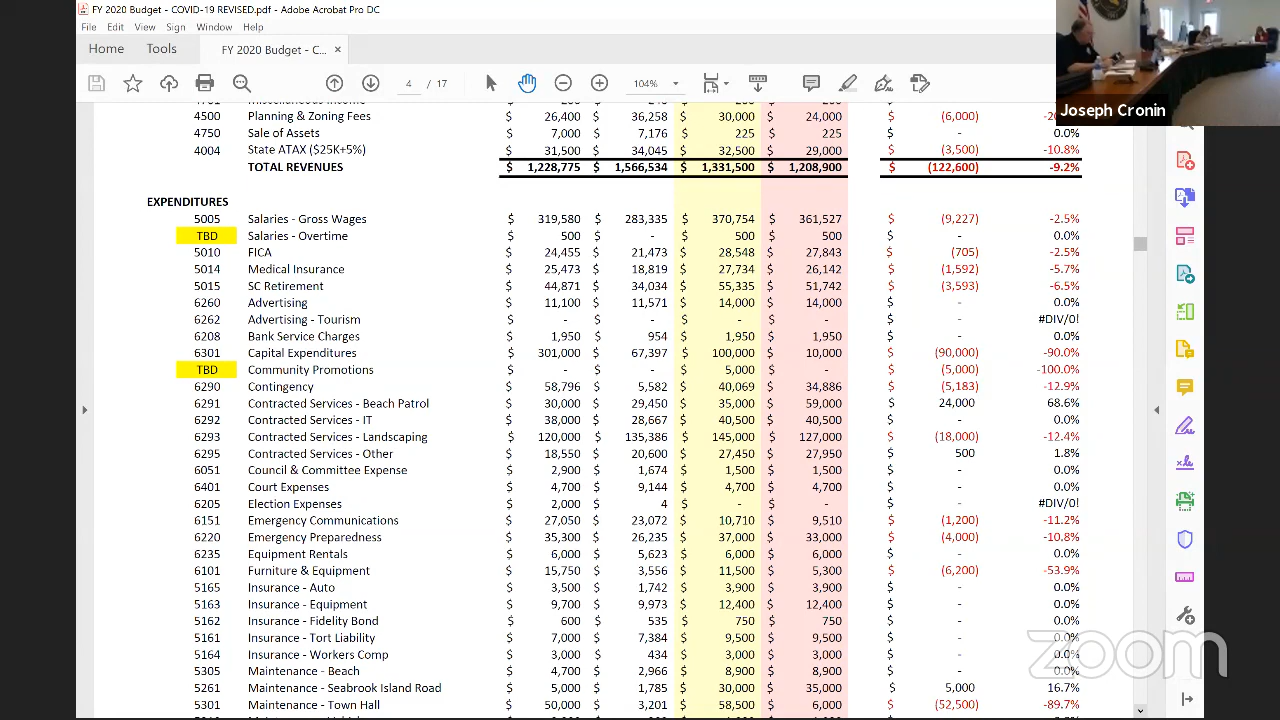 FY 2020 Budget - COVID-19 REVISED.pdf - Adobe Acrobat Pro DC
File Edit View Sign Window Help
Home Tools FY 2020 Budget - C... ×
4 / 17 104%
Joseph Cronin
4500 Planning & Zoning $ 26,400 $ 36,258 $ 30,000 $ 24,000 $ (6,000)
4750 Sale of Assets $ 7,000 $ 7,176 $ 225 $ 225 $ - 0.0%
4004 State ATAX ($25K+5%) $ 31,500 $ 34,045 $ 32,500 $ 29,000 $ (3,500) -10.8%
TOTAL REVENUES $ 1,228,775 $ 1,566,534 $ 1,331,500 $ 1,208,900 $ (122,600) -9.2%
EXPENDITURES
5005 Salaries - Gross Wages $ 319,580 $ 283,335 $ 370,754 $ 361,527 $ (9,227) -2.5%
TBD Salaries - Overtime $ 500 $ - $ 500 $ 500 $ - 0.0%
5010 FICA $ 24,455 $ 21,473 $ 28,548 $ 27,843 $ (705) -2.5%
5014 Medical Insurance $ 25,473 $ 18,819 $ 27,734 $ 26,142 $ (1,592) -5.7%
5015 SC Retirement $ 44,871 $ 34,034 $ 55,335 $ 51,742 $ (3,593) -6.5%
6260 Advertising $ 11,100 $ 11,571 $ 14,000 $ 14,000 $ - 0.0%
6262 Advertising - Tourism $ - $ - $ - $ - $ - #DIV/0!
6208 Bank Service Charges $ 1,950 $ 954 $ 1,950 $ 1,950 $ - 0.0%
6301 Capital Expenditures $ 301,000 $ 67,397 $ 100,000 $ 10,000 $ (90,000) -90.0%
TBD Community Promotions $ - $ - $ 5,000 $ - $ (5,000) -100.0%
6290 Contingency $ 58,796 $ 5,582 $ 40,069 $ 34,886 $ (5,183) -12.9%
6291 Contracted Services - Beach Patrol $ 30,000 $ 29,450 $ 35,000 $ 59,000 $ 24,000 68.6%
6292 Contracted Services - IT $ 38,000 $ 28,667 $ 40,500 $ 40,500 $ - 0.0%
6293 Contracted Services - Landscaping $ 120,000 $ 135,386 $ 145,000 $ 127,000 $ (18,000) -12.4%
6295 Contracted Services - Other $ 18,550 $ 20,600 $ 27,450 $ 27,950 $ 500 1.8%
6051 Council & Committee Expense $ 2,900 $ 1,674 $ 1,500 $ 1,500 $ - 0.0%
6401 Court Expenses $ 4,700 $ 9,144 $ 4,700 $ 4,700 $ - 0.0%
6205 Election Expenses $ 2,000 $ 4 $ - $ - $ - #DIV/0!
6151 Emergency Communications $ 27,050 $ 23,072 $ 10,710 $ 9,510 $ (1,200) -11.2%
6220 Emergency Preparedness $ 35,300 $ 26,235 $ 37,000 $ 33,000 $ (4,000) -10.8%
6235 Equipment Rentals $ 6,000 $ 5,623 $ 6,000 $ 6,000 $ - 0.0%
6101 Furniture & Equipment $ 15,750 $ 3,556 $ 11,500 $ 5,300 $ (6,200) -53.9%
5165 Insurance - Auto $ 3,500 $ 1,742 $ 3,900 $ 3,900 $ - 0.0%
5163 Insurance - Equipment $ 9,700 $ 9,973 $ 12,400 $ 12,400 $ - 0.0%
5162 Insurance - Fidelity Bond $ 600 $ 535 $ 750 $ 750 $ - 0.0%
5161 Insurance - Tort Liability $ 7,000 $ 7,384 $ 9,500 $ 9,500 $ - 0.0%
5164 Insurance - Workers Comp $ 3,000 $ 434 $ 3,000 $ 3,000 $ - 0.0%
5305 Maintenance - Beach $ 4,700 $ 2,966 $ 8,900 $ 8,900 $ - 0.0%
5261 Maintenance - Seabrook Island Road $ 5,000 $ 1,785 $ 30,000 $ 35,000 $ 5,000 16.7%
5301 Maintenance - Town Hall $ 50,000 $ 3,201 $ 58,500 $ 6,000 $ (52,500) -89.7%
zoom